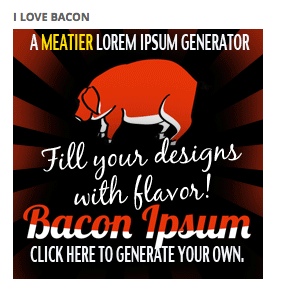 I LOVE BACON
A MEATIER LOREM IPSUM GENERATOR
Fill your designs
with flavor!
Bacon Ipsum
CLICK HERE TO GENERATE YOUR OWN.